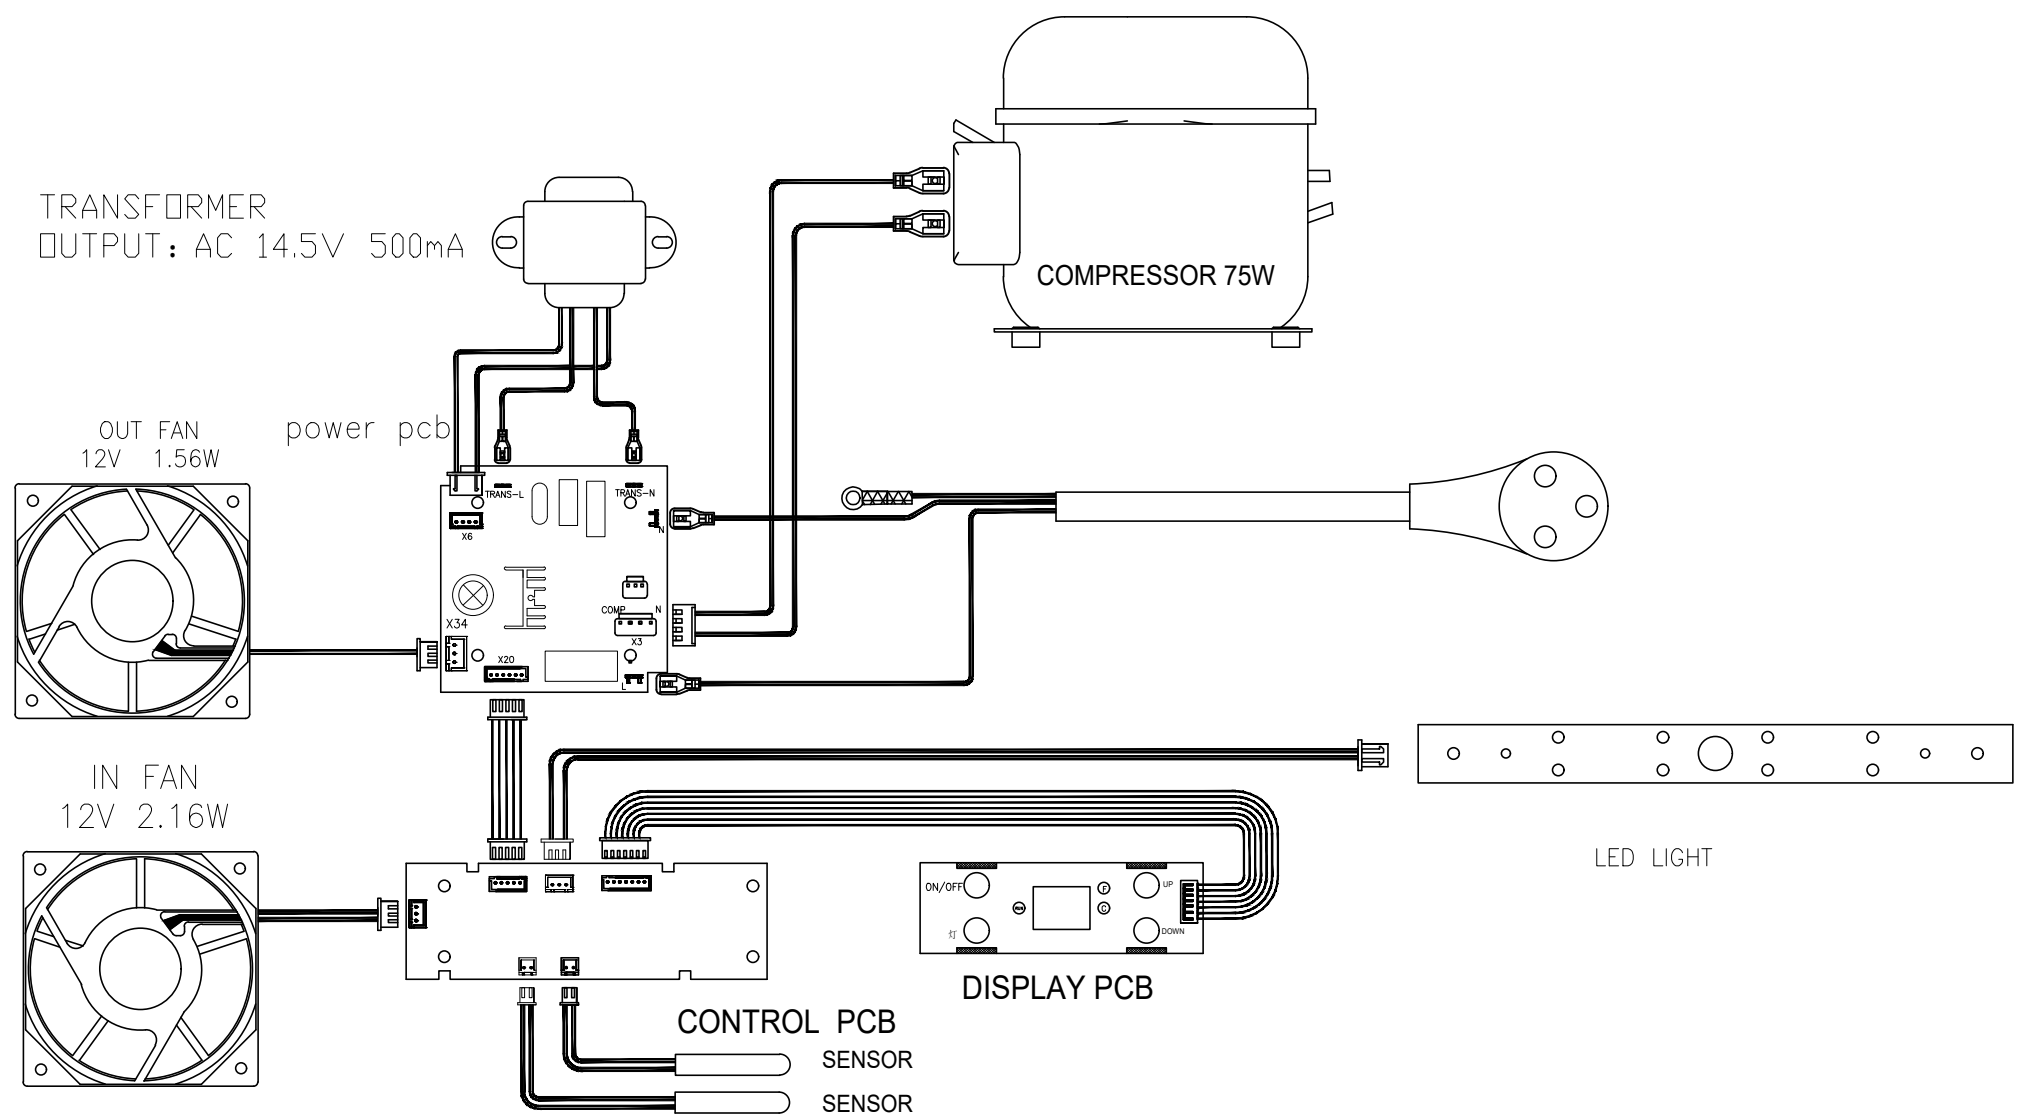 TRANSFORMER
OUTPUT: AC 14.5V 500mA
COMPRESSOR 75W
OUT FAN
12V 1.56W
power pcb
TRANS-L
TRANS-N
X6
N
COMP
N
X34
X3
X20
L
IN FAN
12V 2.16W
LED LIGHT
ON/OFF
F
UP
RUN
C
灯
DOWN
DISPLAY PCB
CONTROL PCB
SENSOR
SENSOR